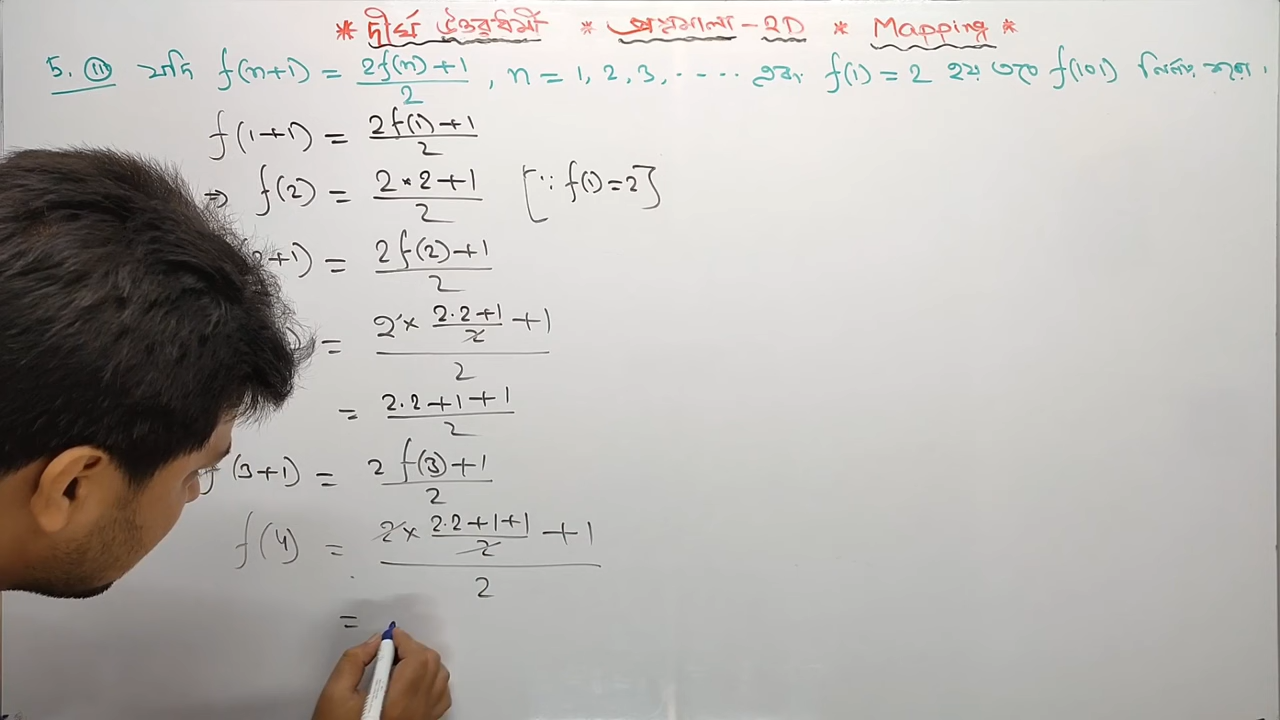 * দীর্ঘ উত্তরধর্মী * প্রশ্নমালা - 2D * Mapping *
5. (ii) যদি f(n+1) = (2f(n)+1)/2, n = 1, 2, 3, ..... এবং f(1) = 2 হয় তবে f(101) নির্ণয় কর।
f(1+1) = (2f(1)+1)/2
⇒ f(2) = (2×2+1)/2 [∵ f(1)=2]
+1) = (2f(2)+1)/2
= (2× (2.2+1)/2 +1)/2
= (2.2+1+1)/2
f(3+1) = (2f(3)+1)/2
f(4) = (2× (2.2+1+1)/2 +1)/2
=